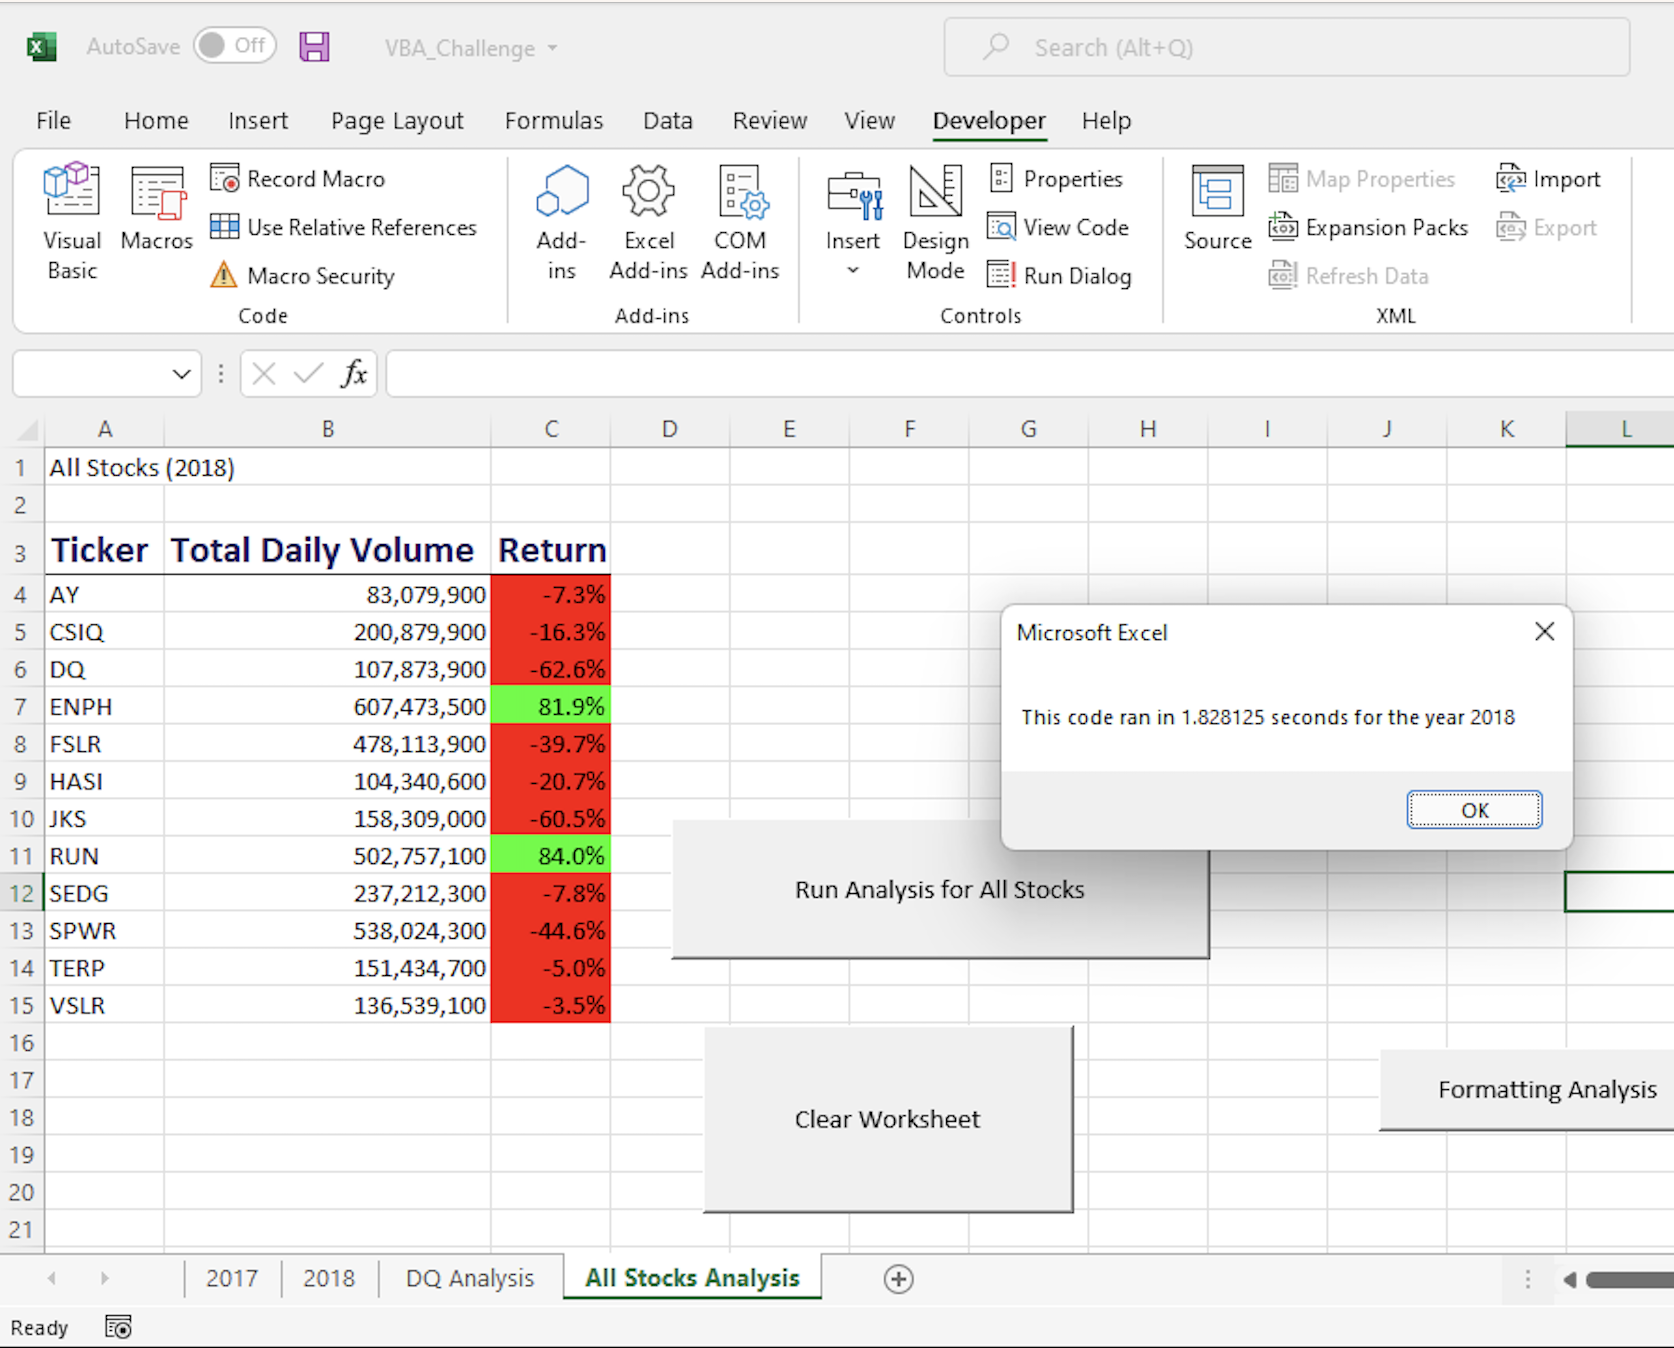 AutoSave Off VBA_Challenge Search (Alt+Q)
File Home Insert Page Layout Formulas Data Review View Developer Help
Visual Basic
Macros
Record Macro
Use Relative References
Macro Security
Code
Add-ins
Excel Add-ins
COM Add-ins
Add-ins
Insert
Design Mode
Properties
View Code
Run Dialog
Controls
Source
Map Properties
Expansion Packs
Refresh Data
Import
Export
XML
fx
A B C D E F G H I J K L
1 All Stocks (2018)
2
3 Ticker Total Daily Volume Return
4 AY 83,079,900 -7.3%
5 CSIQ 200,879,900 -16.3%
6 DQ 107,873,900 -62.6%
7 ENPH 607,473,500 81.9%
8 FSLR 478,113,900 -39.7%
9 HASI 104,340,600 -20.7%
10 JKS 158,309,000 -60.5%
11 RUN 502,757,100 84.0%
12 SEDG 237,212,300 -7.8%
13 SPWR 538,024,300 -44.6%
14 TERP 151,434,700 -5.0%
15 VSLR 136,539,100 -3.5%
16
17
18
19
20
21
Microsoft Excel
This code ran in 1.828125 seconds for the year 2018
OK
Run Analysis for All Stocks
Clear Worksheet
Formatting Analysis
2017 2018 DQ Analysis All Stocks Analysis
Ready